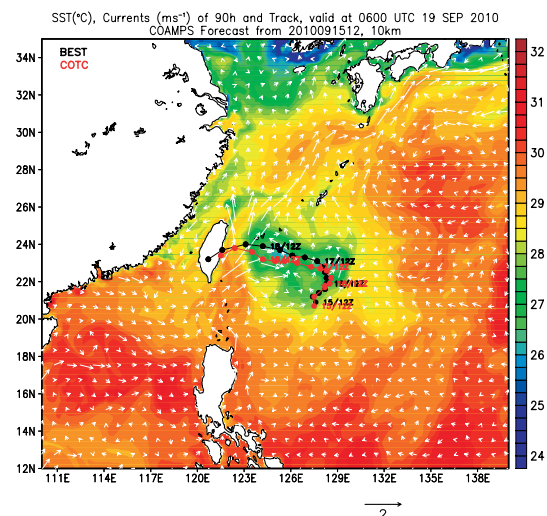 SST(°C), Currents (ms⁻¹) of 90h and Track, valid at 0600 UTC 19 SEP 2010
COAMPS Forecast from 2010091512, 10km
BEST
COTC
34N
32N
30N
28N
26N
24N
22N
20N
18N
16N
14N
12N
111E
114E
117E
120E
123E
126E
129E
132E
135E
138E
18/12Z
17/12Z
15/12Z
15/12Z
32
31
30
29
28
27
26
25
24
2